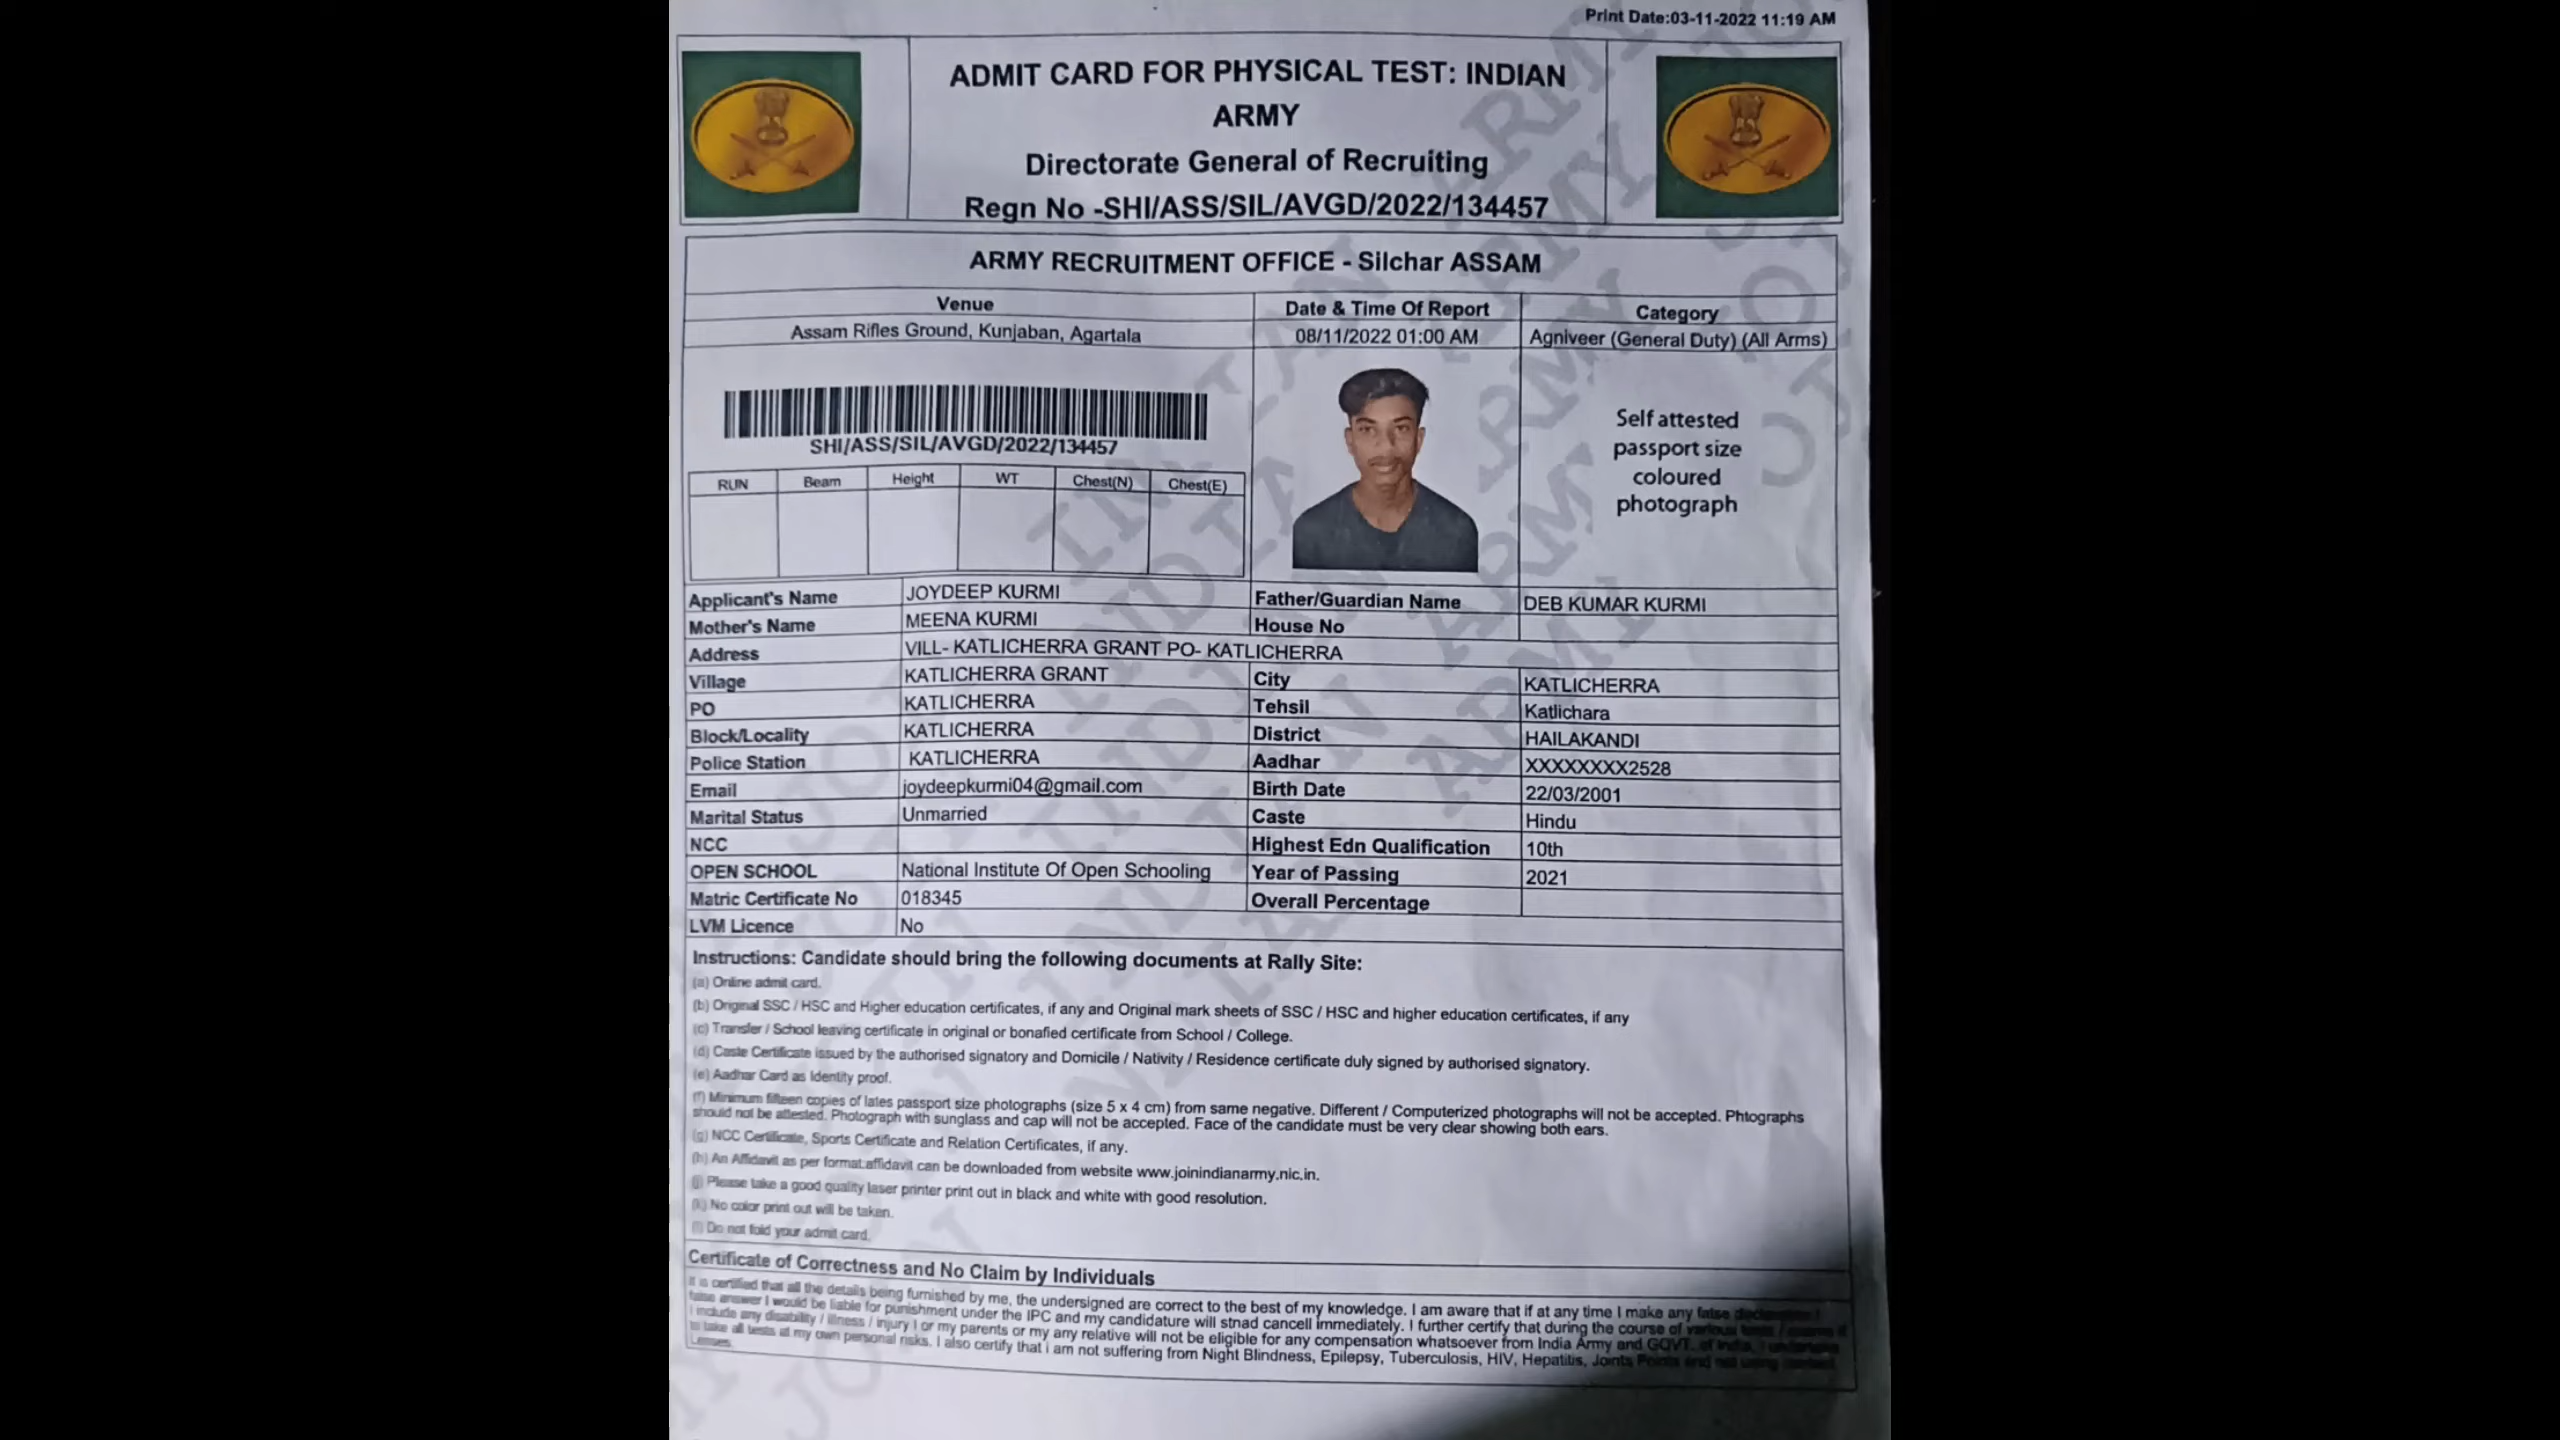 Print Date:03-11-2022 11:19 AM
ADMIT CARD FOR PHYSICAL TEST: INDIAN
ARMY
Directorate General of Recruiting
Regn No -SHI/ASS/SIL/AVGD/2022/134457
ARMY RECRUITMENT OFFICE - Silchar ASSAM
Venue Date & Time Of Report Category
Assam Rifles Ground, Kunjaban, Agartala 08/11/2022 01:00 AM Agniveer (General Duty) (All Arms)
SHI/ASS/SIL/AVGD/2022/134457
RUN Beam Height WT Chest(N) Chest(E)
Self attested
passport size
coloured
photograph
Applicant's Name JOYDEEP KURMI Father/Guardian Name DEB KUMAR KURMI
Mother's Name MEENA KURMI House No
Address VILL- KATLICHERRA GRANT PO- KATLICHERRA
Village KATLICHERRA GRANT City KATLICHERRA
PO KATLICHERRA Tehsil Katlichara
Block/Locality KATLICHERRA District HAILAKANDI
Police Station KATLICHERRA Aadhar XXXXXXXX2528
Email joydeepkurmi04@gmail.com Birth Date 22/03/2001
Marital Status Unmarried Caste Hindu
NCC Highest Edn Qualification 10th
OPEN SCHOOL National Institute Of Open Schooling Year of Passing 2021
Matric Certificate No 018345 Overall Percentage
LVM Licence No
Instructions: Candidate should bring the following documents at Rally Site:
(a) Online admit card.
(b) Original SSC / HSC and Higher education certificates, if any and Original mark sheets of SSC / HSC and higher education certificates, if any
(c) Transfer / School leaving certificate in original or bonafied certificate from School / College.
(d) Caste Certificate issued by the authorised signatory and Domicile / Nativity / Residence certificate duly signed by authorised signatory.
(e) Aadhar Card as Identity proof.
(f) Minimum fifteen copies of lates passport size photographs (size 5 x 4 cm) from same negative. Different / Computerized photographs will not be accepted. Phtographs
should not be attested. Photograph with sunglass and cap will not be accepted. Face of the candidate must be very clear showing both ears.
(g) NCC Certificate, Sports Certificate and Relation Certificates, if any.
(h) An Affidavit as per format:affidavit can be downloaded from website www.joinindianarmy.nic.in.
(j) Please take a good quality laser printer print out in black and white with good resolution.
(k) No color print out will be taken.
(l) Do not fold your admit card.
Certificate of Correctness and No Claim by Individuals
It is certified that all the details being furnished by me, the undersigned are correct to the best of my knowledge. I am aware that if at any time I make any false
false answer I would be liable for punishment under the IPC and my candidature will stnad cancell immediately. I further certify that during the course of various tests
I include any disability / illness / injury I or my parents or my any relative will not be eligible for any compensation whatsoever from India Army and GOVT. of India,
to take all tests at my own personal risks. I also certify that i am not suffering from Night Blindness, Epilepsy, Tuberculosis, HIV, Hepatitis, Joints
Lenses.